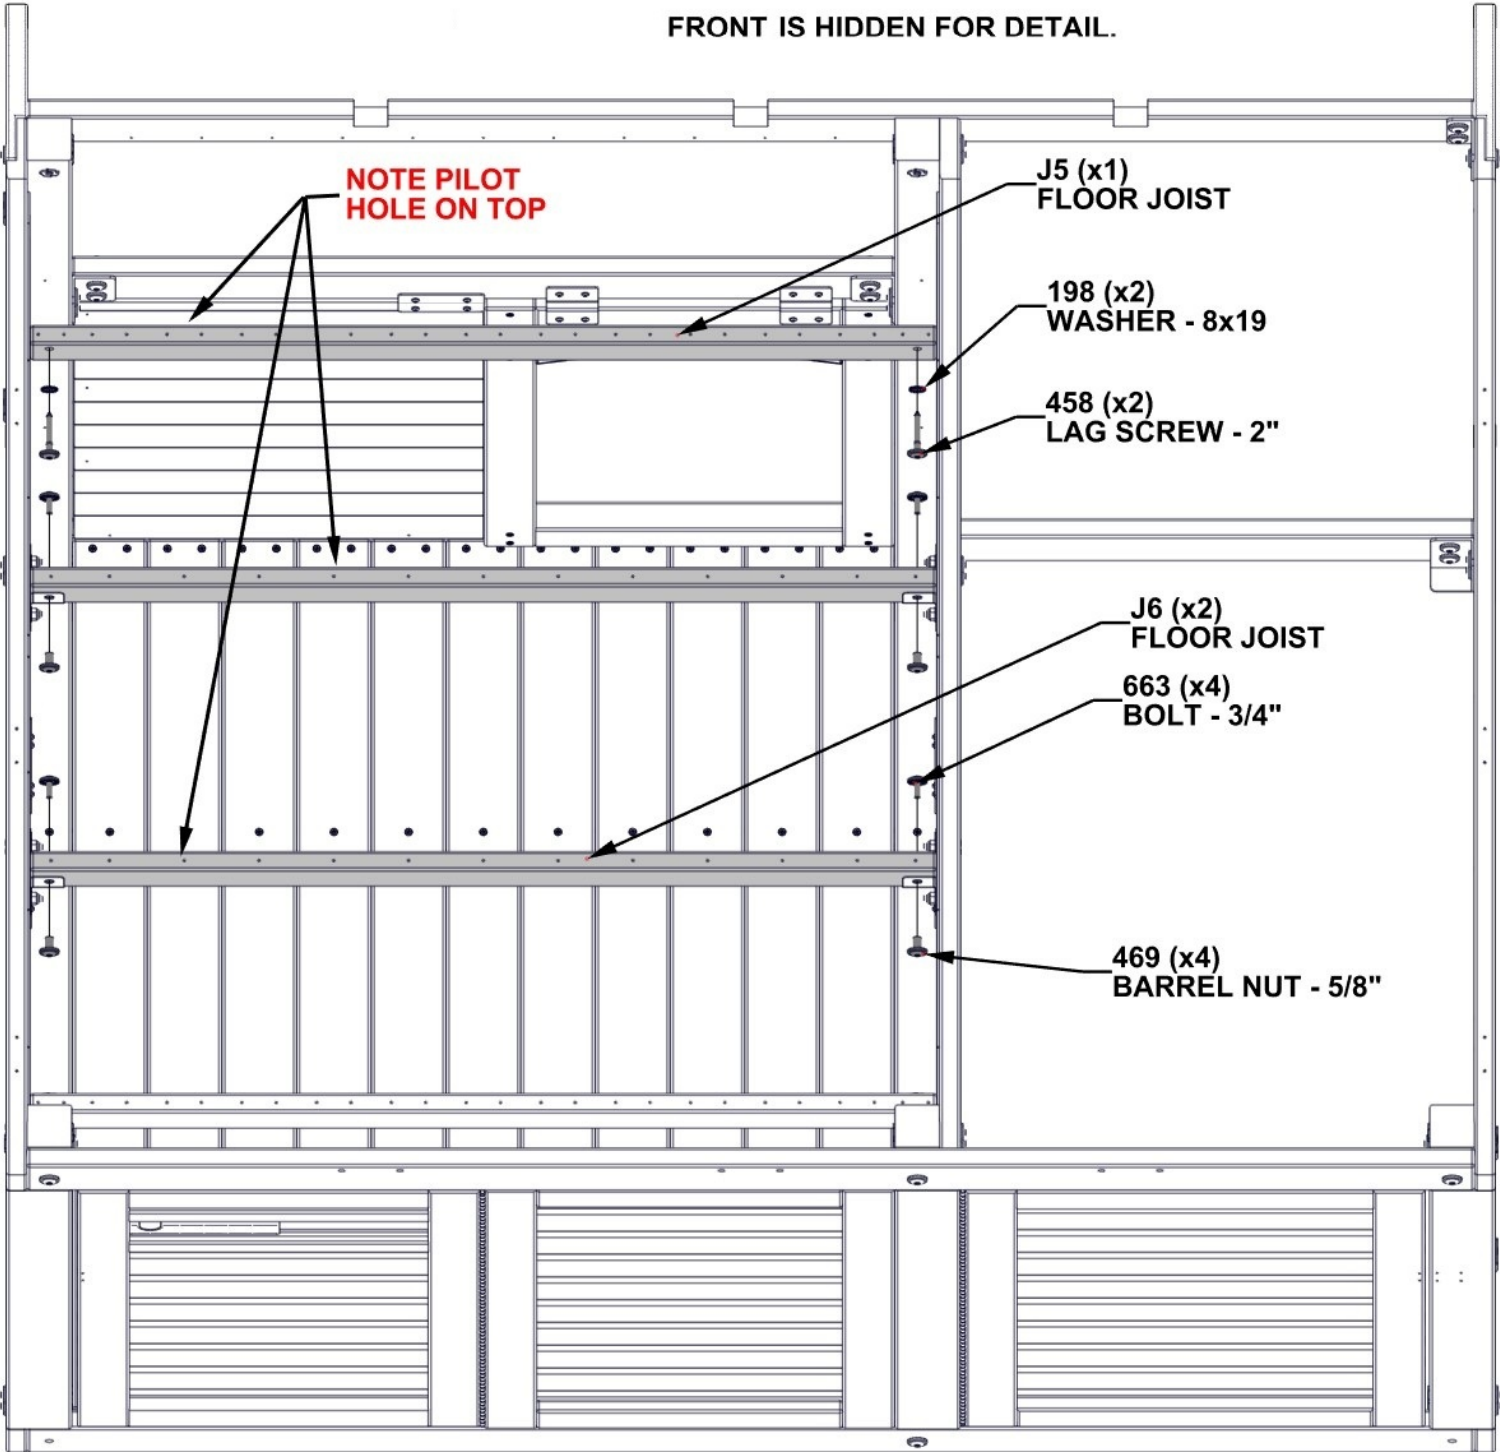 FRONT IS HIDDEN FOR DETAIL.
NOTE PILOT
HOLE ON TOP
J5 (x1)
FLOOR JOIST
198 (x2)
WASHER - 8x19
458 (x2)
LAG SCREW - 2"
J6 (x2)
FLOOR JOIST
663 (x4)
BOLT - 3/4"
469 (x4)
BARREL NUT - 5/8"